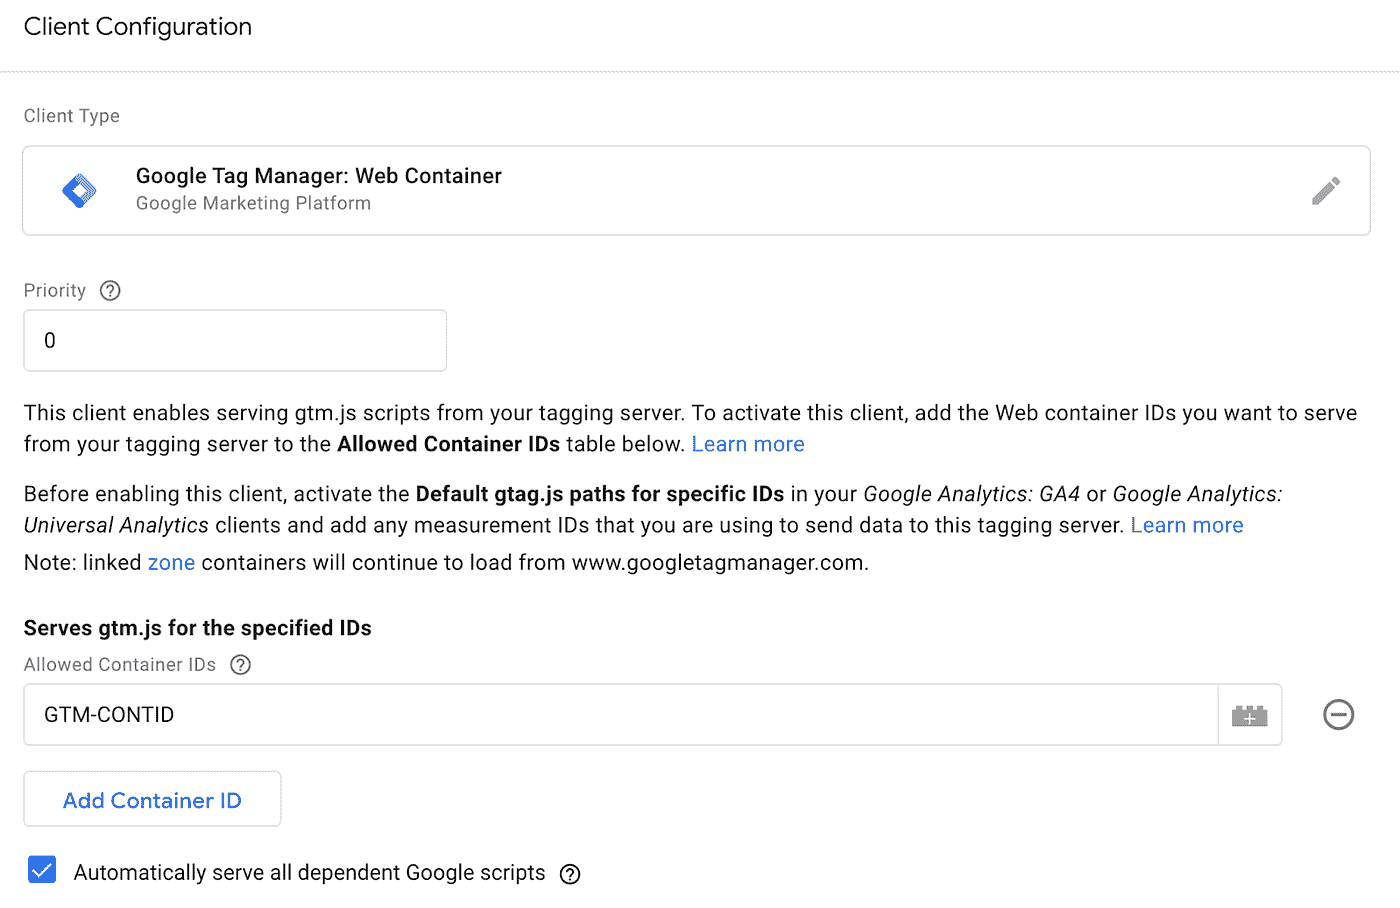 Client Configuration
Client Type
Google Tag Manager: Web Container
Google Marketing Platform
Priority
0
This client enables serving gtm.js scripts from your tagging server. To activate this client, add the Web container IDs you want to serve
from your tagging server to the Allowed Container IDs table below. Learn more
Before enabling this client, activate the Default gtag.js paths for specific IDs in your Google Analytics: GA4 or Google Analytics:
Universal Analytics clients and add any measurement IDs that you are using to send data to this tagging server. Learn more
Note: linked zone containers will continue to load from www.googletagmanager.com.
Serves gtm.js for the specified IDs
Allowed Container IDs
GTM-CONTID
Add Container ID
Automatically serve all dependent Google scripts